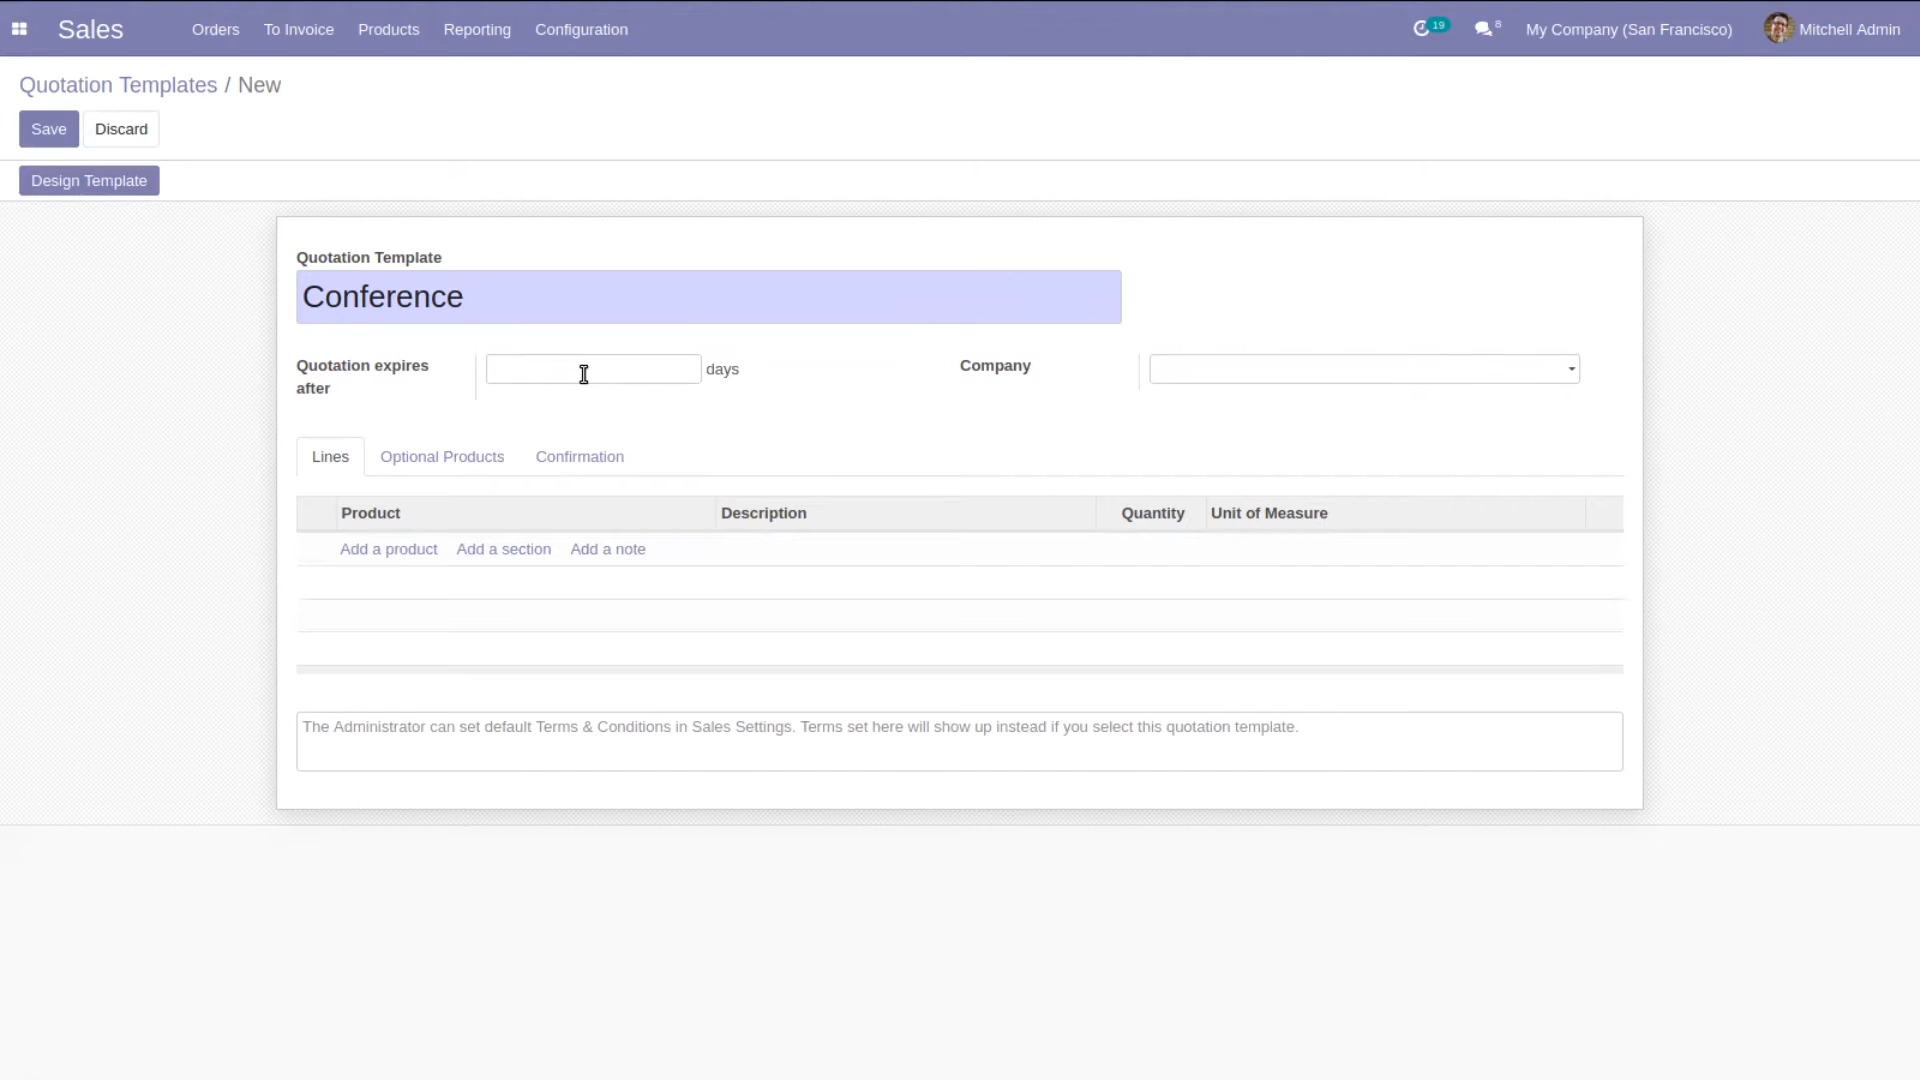 Sales Orders To Invoice Products Reporting Configuration 19 8 My Company (San Francisco) Mitchell Admin
Quotation Templates / New
Save Discard
Design Template
Quotation Template
Conference
Quotation expires after days Company
Lines Optional Products Confirmation
Product Description Quantity Unit of Measure
Add a product Add a section Add a note
The Administrator can set default Terms & Conditions in Sales Settings. Terms set here will show up instead if you select this quotation template.